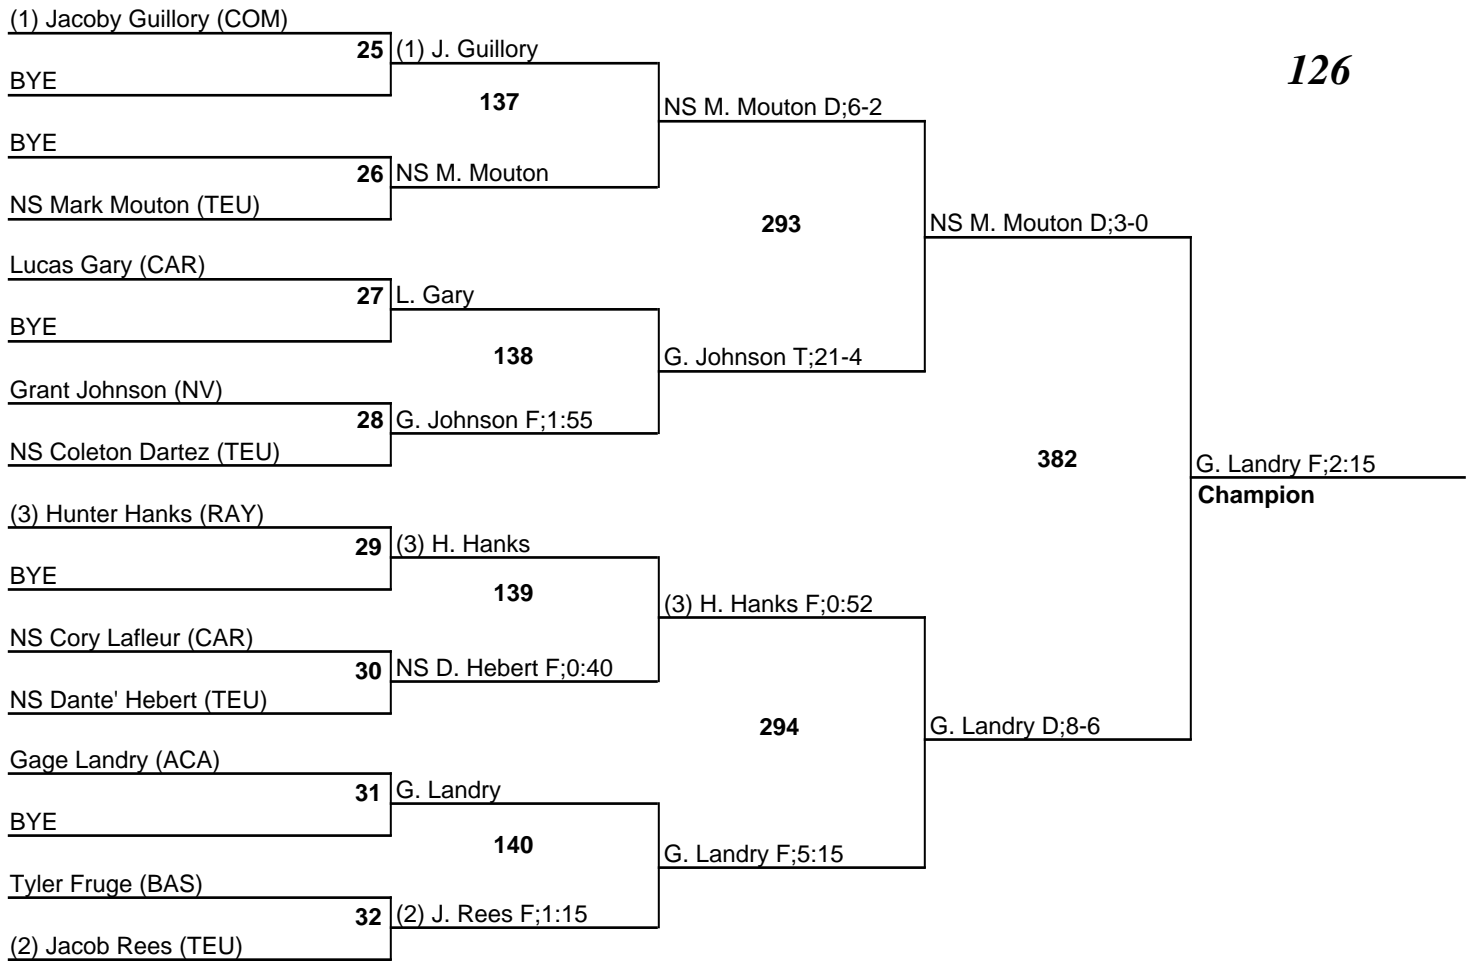 (1) Jacoby Guillory (COM)
25 (1) J. Guillory
126
BYE
137
NS M. Mouton D;6-2
BYE
26 NS M. Mouton
NS Mark Mouton (TEU)
293
NS M. Mouton D;3-0
Lucas Gary (CAR)
27 L. Gary
BYE
138
G. Johnson T;21-4
Grant Johnson (NV)
28 G. Johnson F;1:55
NS Coleton Dartez (TEU)
382
G. Landry F;2:15
Champion
(3) Hunter Hanks (RAY)
29 (3) H. Hanks
BYE
139
(3) H. Hanks F;0:52
NS Cory Lafleur (CAR)
30 NS D. Hebert F;0:40
NS Dante' Hebert (TEU)
294
G. Landry D;8-6
Gage Landry (ACA)
31 G. Landry
BYE
140
G. Landry F;5:15
Tyler Fruge (BAS)
32 (2) J. Rees F;1:15
(2) Jacob Rees (TEU)